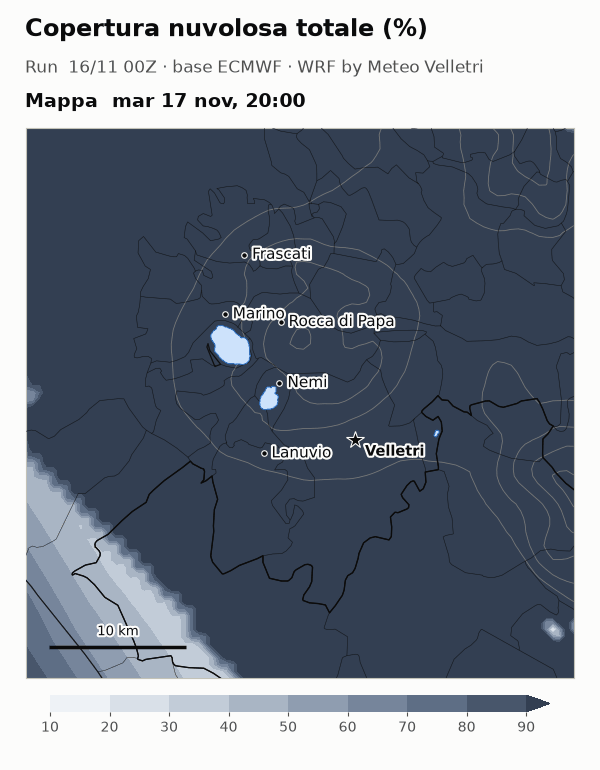 Copertura nuvolosa totale (%)
Run  16/11 00Z · base ECMWF · WRF by Meteo Velletri
Mappa  mar 17 nov, 20:00
Frascati
Marino
Rocca di Papa
Nemi
Velletri
Lanuvio
10 km
10 20 30 40 50 60 70 80 90